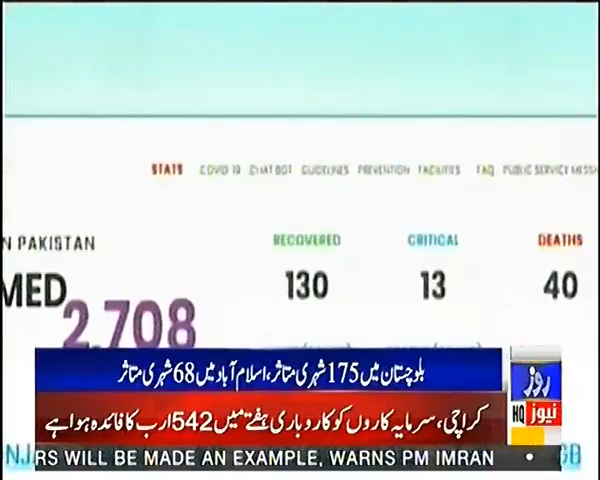 STATS COVID 19 CHATBOT GUIDELINES PREVENTION FACILITIES FAQ PUBLIC SERVICE
N PAKISTAN RECOVERED CRITICAL DEATHS
MED 2,708 130 13 40
بلوچستان میں 175 شہری متاثر، اسلام آباد میں 68 شہری متاثر
روز
کراچی، سرمایہ کاروں کو کاروباری ہفتے میں 542 ارب کا فائدہ ہوا ہے
HQ نیوز
RS WILL BE MADE AN EXAMPLE, WARNS PM IMRAN
GB